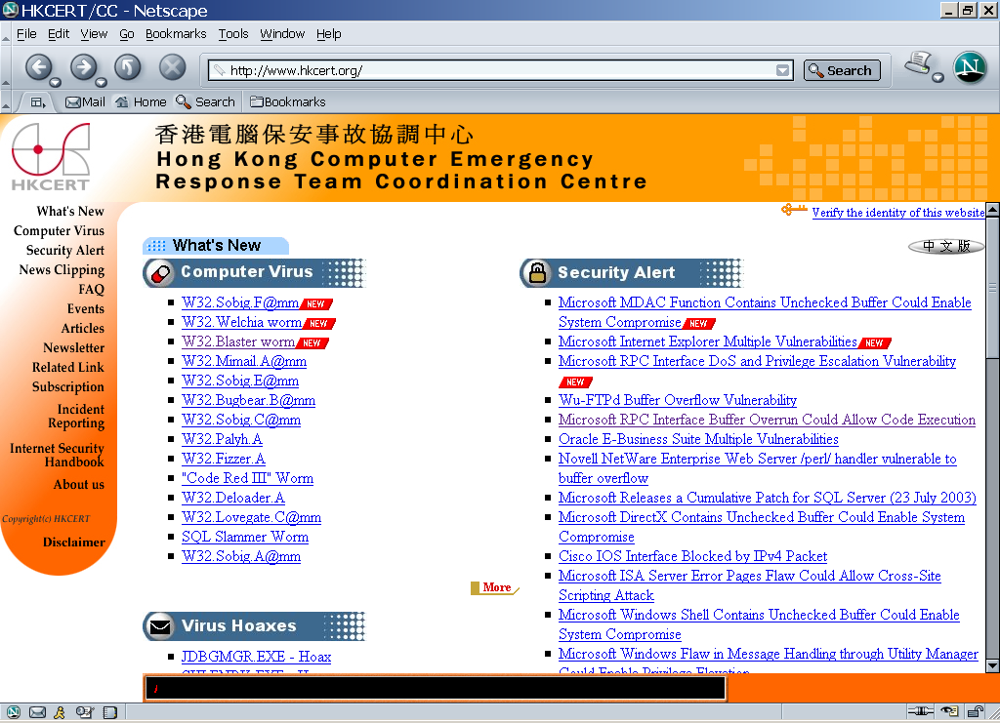 HKCERT/CC - Netscape
File Edit View Go Bookmarks Tools Window Help
http://www.hkcert.org/
Search
N
Mail Home Search Bookmarks
香港電腦保安事故協調中心
Hong Kong Computer Emergency
Response Team Coordination Centre
HKCERT
What's New
Computer Virus
Security Alert
News Clipping
FAQ
Events
Articles
Newsletter
Related Link
Subscription
Incident
Reporting
Internet Security
Handbook
About us
Copyright(c) HKCERT
Disclaimer
Verify the identity of this website
中文版
What's New
Computer Virus
W32.Sobig.F@mm NEW
W32.Welchia worm NEW
W32.Blaster worm NEW
W32.Mimail.A@mm
W32.Sobig.E@mm
W32.Bugbear.B@mm
W32.Sobig.C@mm
W32.Palyh.A
W32.Fizzer.A
"Code Red III" Worm
W32.Deloader.A
W32.Lovegate.C@mm
SQL Slammer Worm
W32.Sobig.A@mm
More
Virus Hoaxes
JDBGMGR.EXE - Hoax
Security Alert
Microsoft MDAC Function Contains Unchecked Buffer Could Enable
System Compromise NEW
Microsoft Internet Explorer Multiple Vulnerabilities NEW
Microsoft RPC Interface DoS and Privilege Escalation Vulnerability
NEW
Wu-FTPd Buffer Overflow Vulnerability
Microsoft RPC Interface Buffer Overrun Could Allow Code Execution
Oracle E-Business Suite Multiple Vulnerabilities
Novell NetWare Enterprise Web Server /perl/ handler vulnerable to
buffer overflow
Microsoft Releases a Cumulative Patch for SQL Server (23 July 2003)
Microsoft DirectX Contains Unchecked Buffer Could Enable System
Compromise
Cisco IOS Interface Blocked by IPv4 Packet
Microsoft ISA Server Error Pages Flaw Could Allow Cross-Site
Scripting Attack
Microsoft Windows Shell Contains Unchecked Buffer Could Enable
System Compromise
Microsoft Windows Flaw in Message Handling through Utility Manager
Could Enable Privilege Elevation